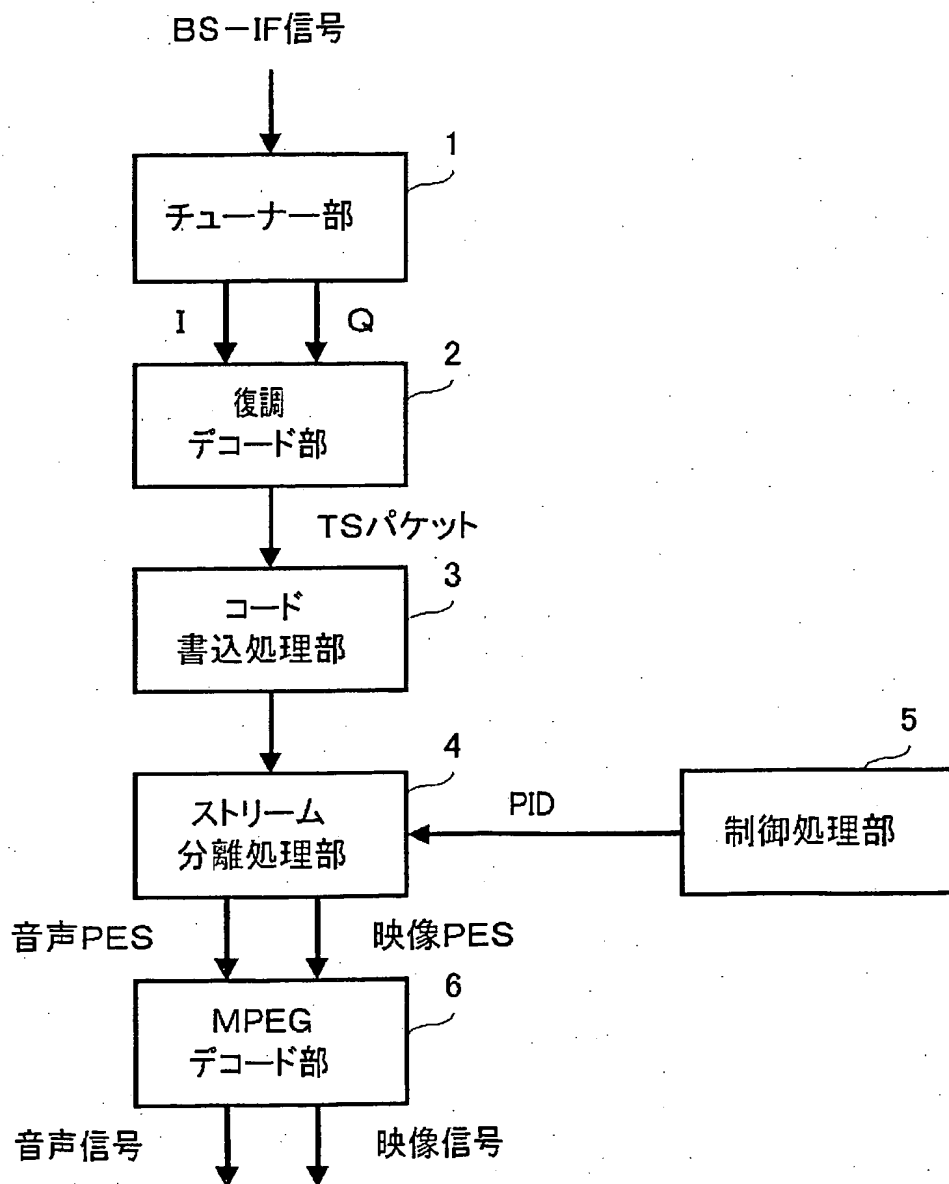 BS－IF信号
1
チューナー部
I
Q
2
復調
デコード部
TSパケット
3
コード
書込処理部
4
ストリーム
分離処理部
PID
5
制御処理部
音声PES
映像PES
6
MPEG
デコード部
音声信号
映像信号